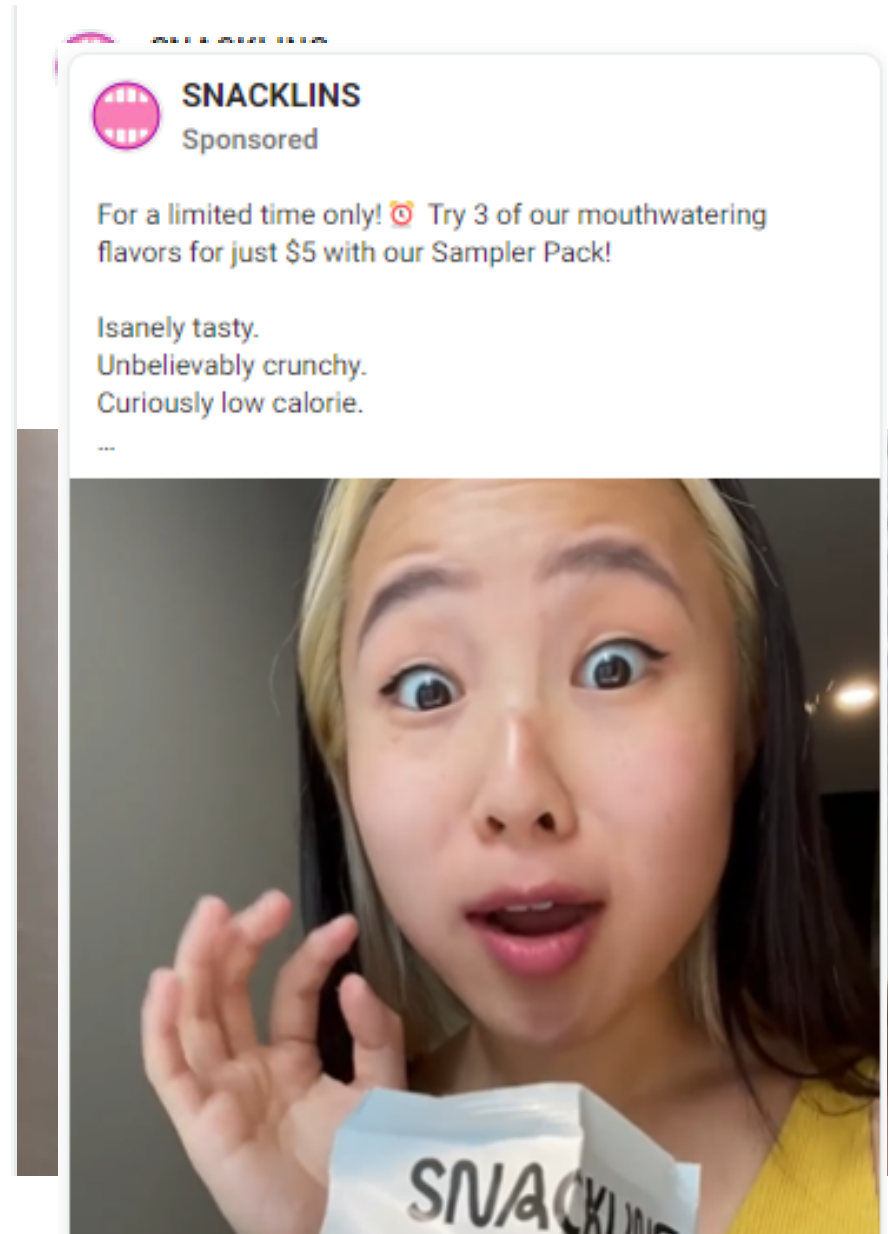 SNACKLINS
Sponsored
For a limited time only! ⏰ Try 3 of our mouthwatering
flavors for just $5 with our Sampler Pack!
Isanely tasty.
Unbelievably crunchy.
Curiously low calorie.
...
SNACKLINS